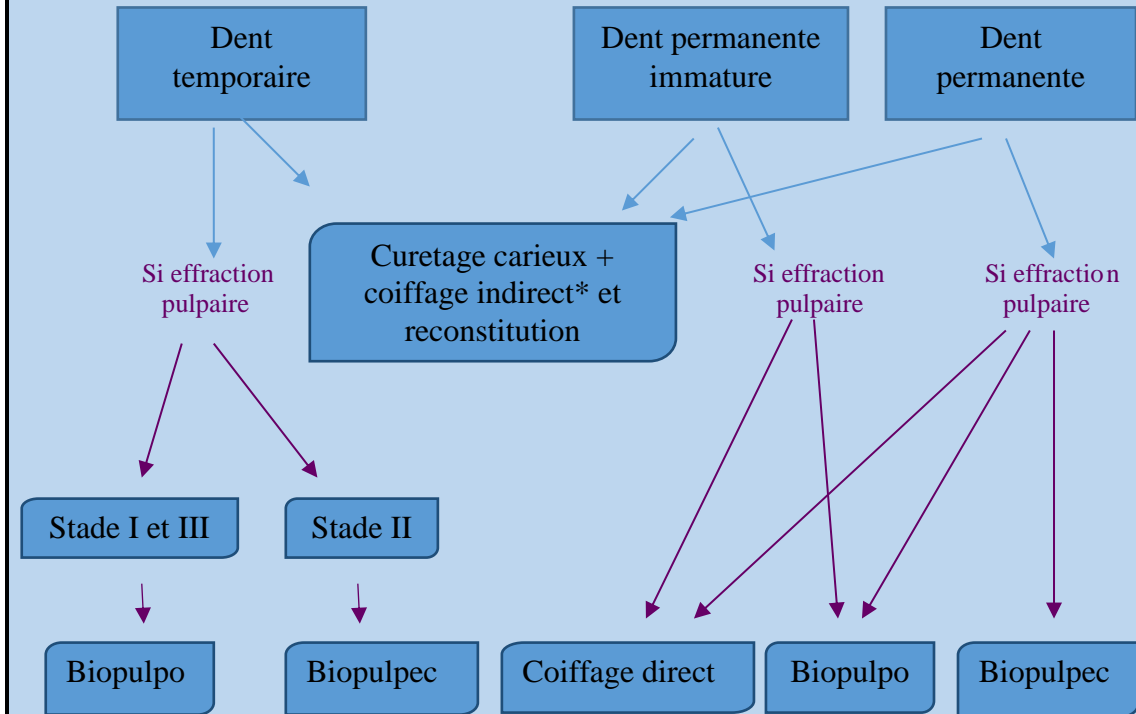 Dent
temporaire
Dent permanente
immature
Dent
permanente
Curetage carieux +
coiffage indirect* et
reconstitution
Si effraction
pulpaire
Si effraction
pulpaire
Si effraction
pulpaire
Stade I et III
Stade II
Biopulpo
Biopulpec
Coiffage direct
Biopulpo
Biopulpec